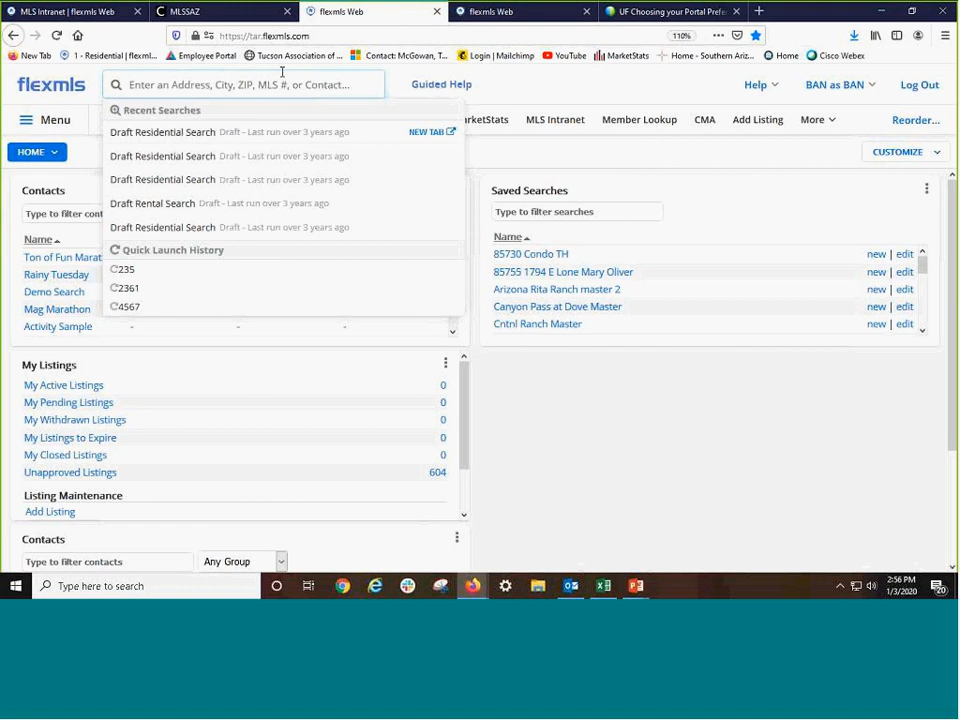 MLS Intranet | flexmls Web
MLSSAZ
flexmls Web
flexmls Web
UF Choosing your Portal Prefe
https://tar.flexmls.com
110%
New Tab
1 - Residential | flexml...
Employee Portal
Tucson Association of ...
Contact: McGowan, T...
Login | Mailchimp
YouTube
MarketStats
Home - Southern Ari...
Home
Cisco Webex
flexmls
Enter an Address, City, ZIP, MLS #, or Contact...
Guided Help
Help
BAN as BAN
Log Out
Menu
rketStats
MLS Intranet
Member Lookup
CMA
Add Listing
More
Reorder...
HOME
CUSTOMIZE
Recent Searches
Draft Residential Search Draft - Last run over 3 years ago NEW TAB
Draft Residential Search Draft - Last run over 3 years ago
Draft Residential Search Draft - Last run over 3 years ago
Draft Rental Search Draft - Last run over 3 years ago
Draft Residential Search Draft - Last run over 3 years ago
Quick Launch History
235
2361
4567
Contacts
Type to filter cont
Name
Ton of Fun Marat
Rainy Tuesday
Demo Search
Mag Marathon
Activity Sample - - -
Saved Searches
Type to filter searches
Name
85730 Condo TH new | edit
85755 1794 E Lone Mary Oliver new | edit
Arizona Rita Ranch master 2 new | edit
Canyon Pass at Dove Master new | edit
Cntnl Ranch Master new | edit
My Listings
My Active Listings 0
My Pending Listings 0
My Withdrawn Listings 0
My Listings to Expire 0
My Closed Listings 0
Unapproved Listings 604
Listing Maintenance
Add Listing
Contacts
Type to filter contacts
Any Group
Type here to search
2:56 PM
1/3/2020
20